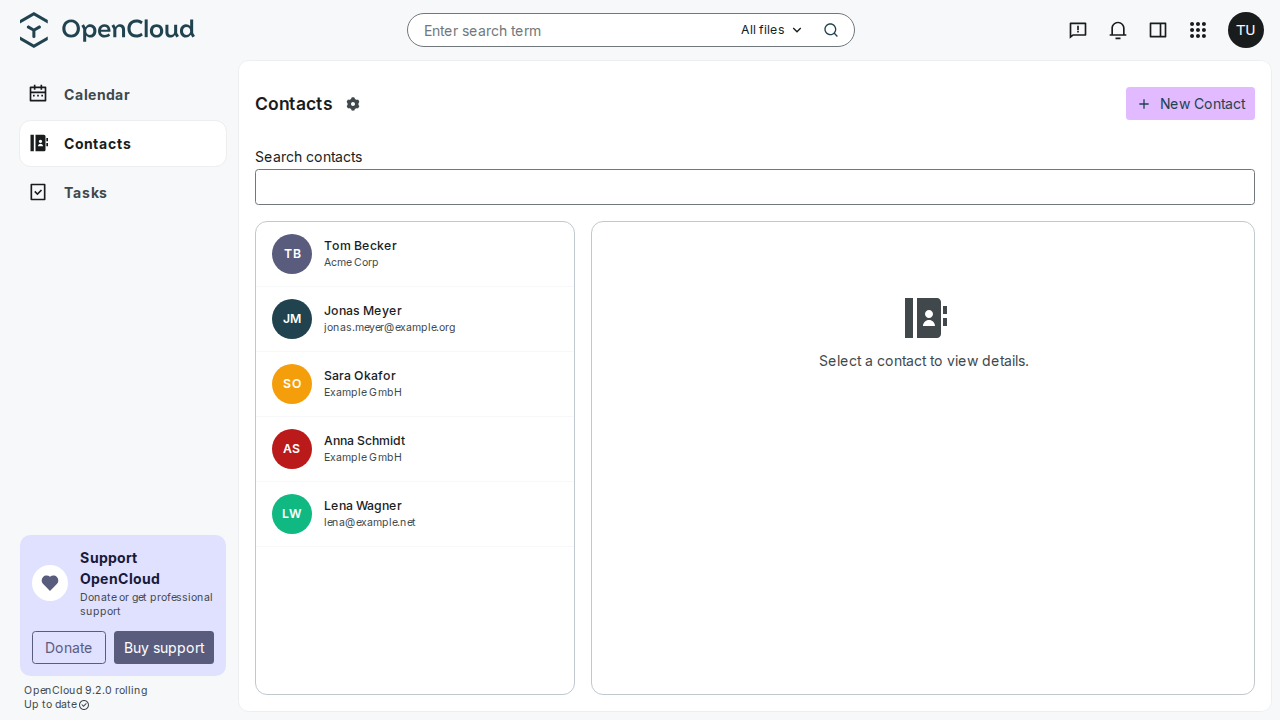 OpenCloud
Enter search term
All files
TU
Calendar
Contacts
Tasks
Contacts
New Contact
Search contacts
TB
Tom Becker
Acme Corp
JM
Jonas Meyer
jonas.meyer@example.org
SO
Sara Okafor
Example GmbH
AS
Anna Schmidt
Example GmbH
LW
Lena Wagner
lena@example.net
Select a contact to view details.
Support
OpenCloud
Donate or get professional
support
Donate
Buy support
OpenCloud 9.2.0 rolling
Up to date